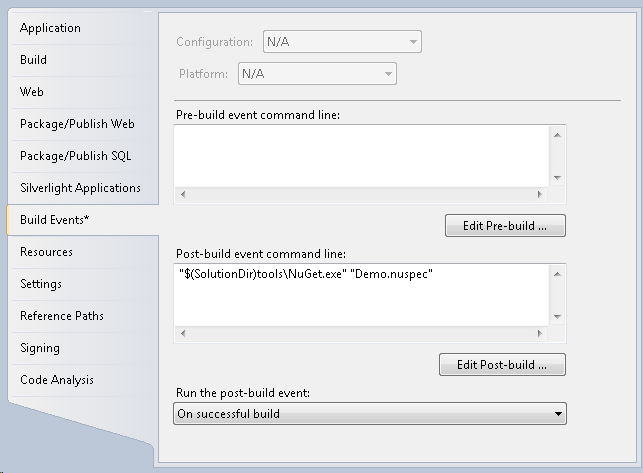 Application
Build
Web
Package/Publish Web
Package/Publish SQL
Silverlight Applications
Build Events*
Resources
Settings
Reference Paths
Signing
Code Analysis
Configuration: N/A
Platform: N/A
Pre-build event command line:
Edit Pre-build ...
Post-build event command line:
"$(SolutionDir)tools\NuGet.exe" "Demo.nuspec"
Edit Post-build ...
Run the post-build event:
On successful build